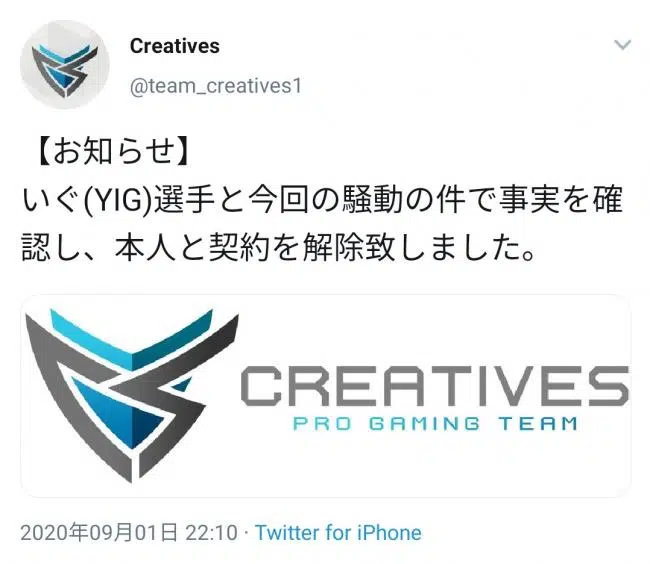 Creatives
@team_creatives1
【お知らせ】
いぐ(YIG)選手と今回の騒動の件で事実を確
認し、本人と契約を解除致しました。
CREATIVES
PRO GAMING TEAM
2020年09月01日 22:10 · Twitter for iPhone